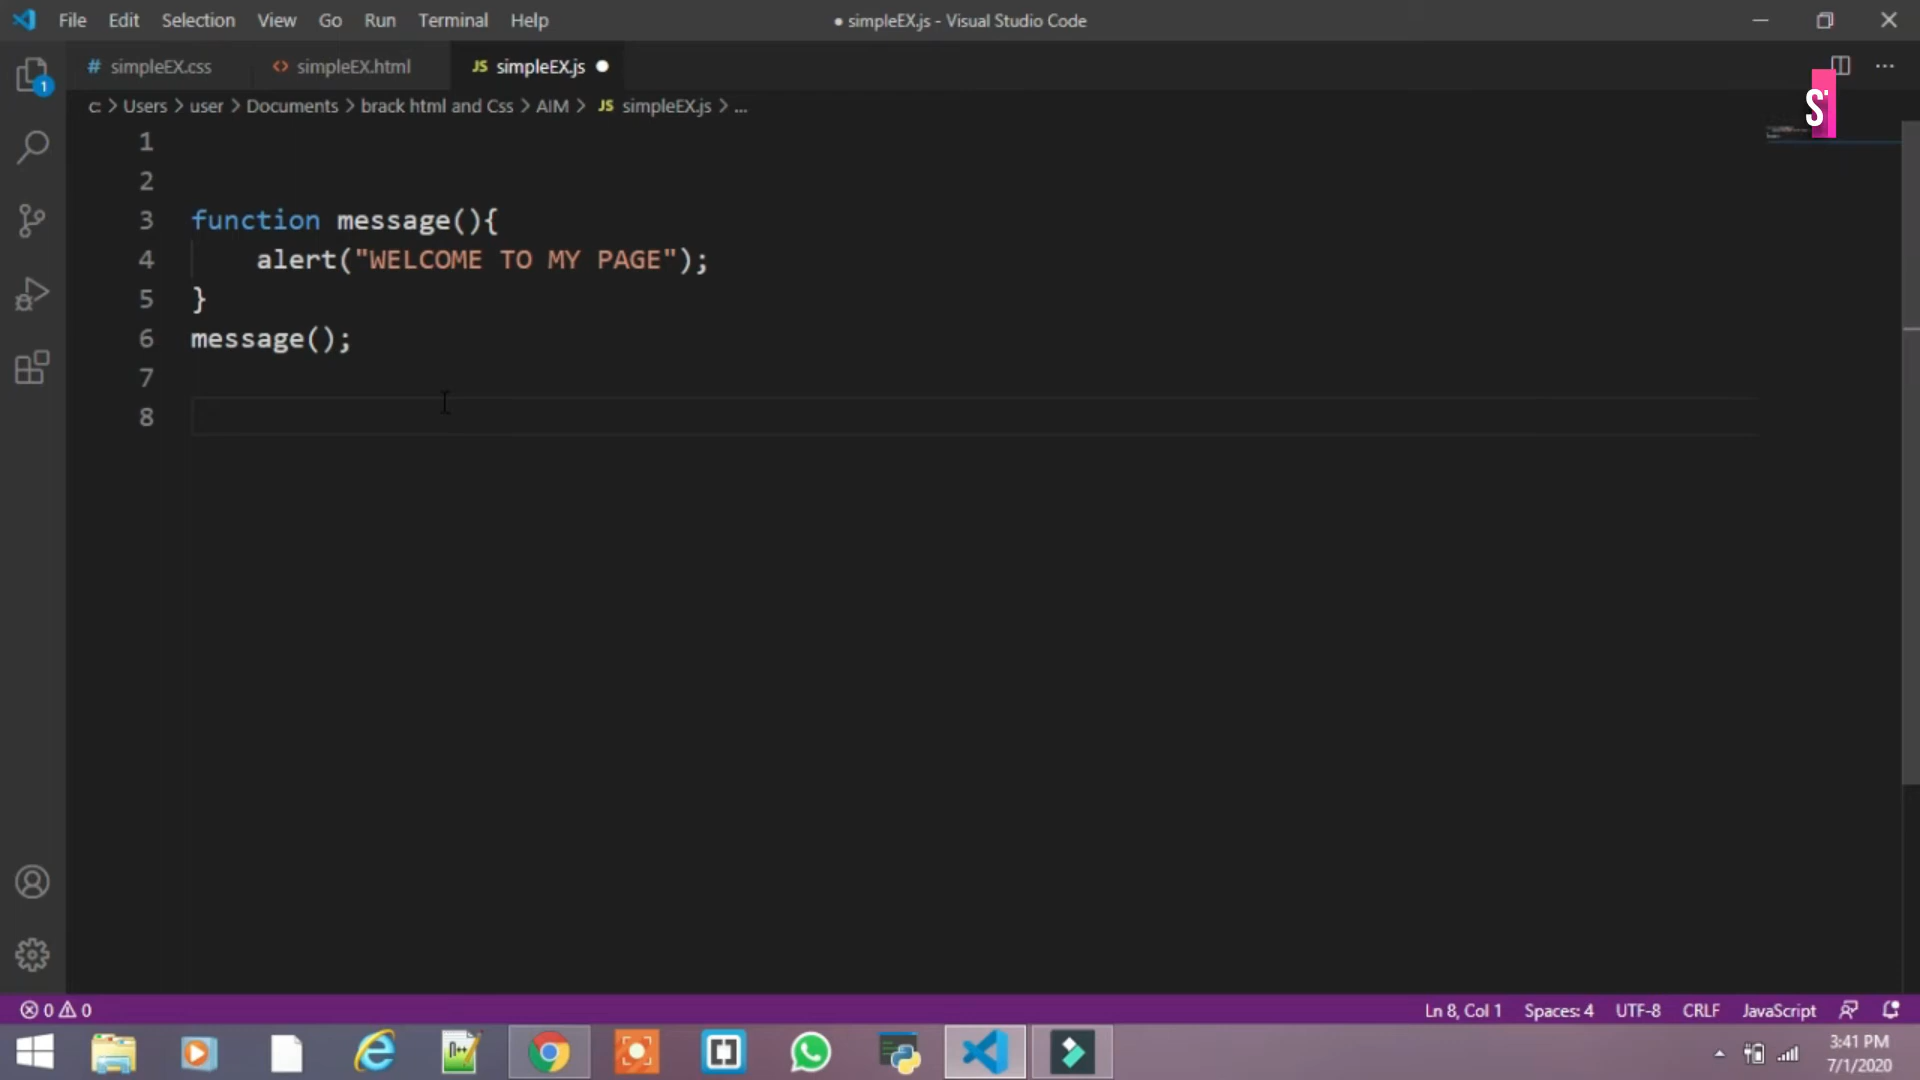 File Edit Selection View Go Run Terminal Help ● simpleEX.js - Visual Studio Code
# simpleEX.css <> simpleEX.html JS simpleEX.js ●
c: > Users > user > Documents > brack html and Css > AIM > JS simpleEX.js > ...
1
2
3 function message(){
4 alert("WELCOME TO MY PAGE");
5 }
6 message();
7
8
1
0 0
Ln 8, Col 1 Spaces: 4 UTF-8 CRLF JavaScript
3:41 PM
7/1/2020